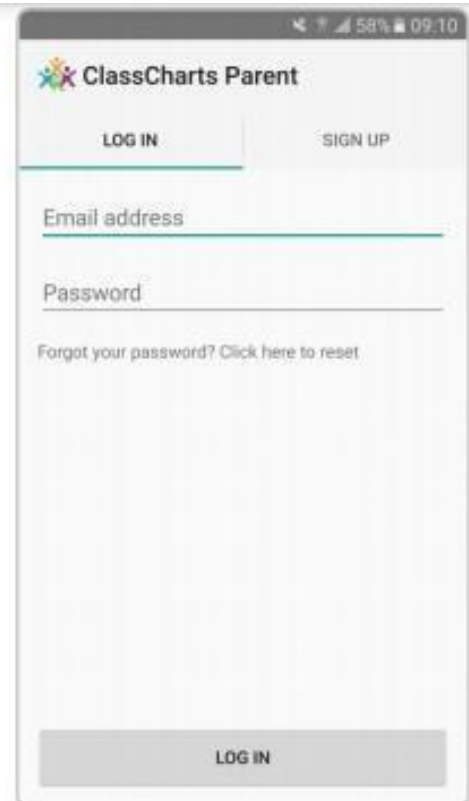 58% 09:10
ClassCharts Parent
LOG IN SIGN UP
Email address
Password
Forgot your password? Click here to reset
LOG IN